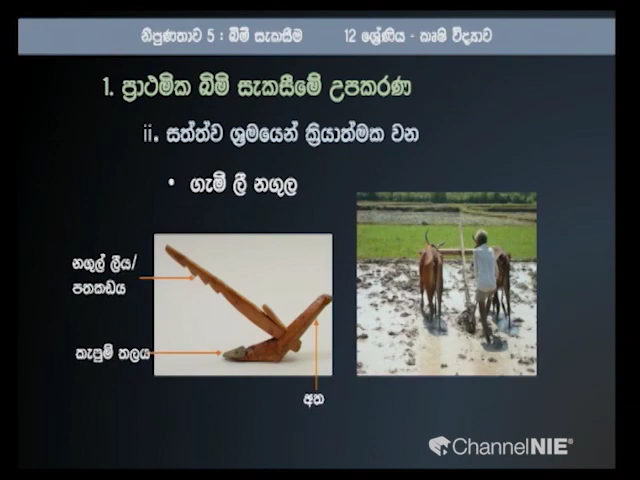 නිපුණතාව 5 : බිම් සැකසීම 12 ශ්‍රේණිය - කෘෂි විද්‍යාව
1. ප්‍රාථමික බිම් සැකසීමේ උපකරණ
ii. සත්ත්ව ශ්‍රමයෙන් ක්‍රියාත්මක වන
• ගැමි ලී නගුල
නගුල් ලීය/
පතකඩය
කැපුම් තලය
අත
ChannelNIE®